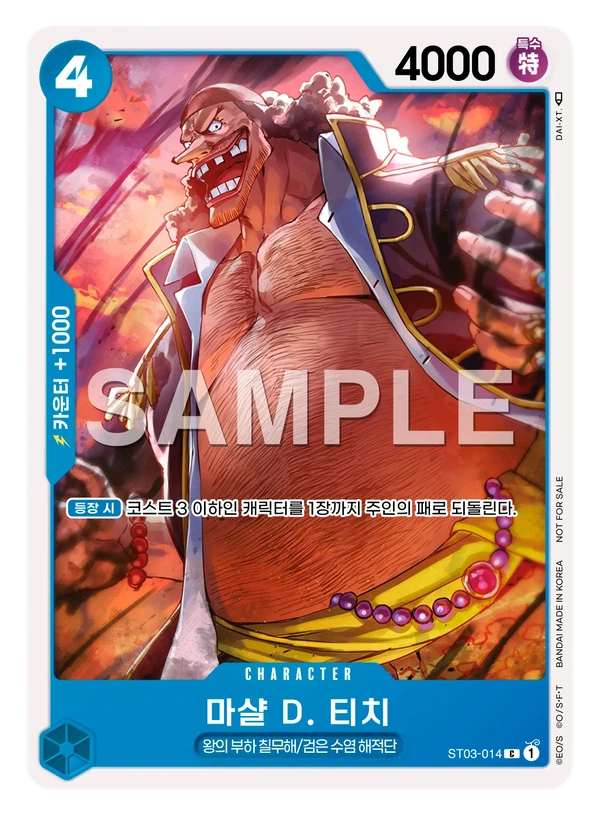 4
4000
특수
特
DAI-XT.
카운터 +1000
SAMPLE
등장 시 코스트 3 이하인 캐릭터를 1장까지 주인의 패로 되돌린다.
CHARACTER
마샬 D. 티치
왕의 부하 칠무해/검은 수염 해적단
ST03-014 C 1
©E.O/S ©O/S·F·T BANDAI MADE IN KOREA NOT FOR SALE